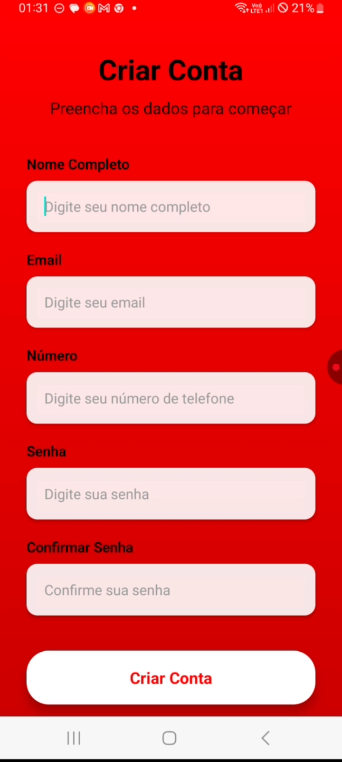 01:31
21%
Criar Conta
Preencha os dados para começar
Nome Completo
Digite seu nome completo
Email
Digite seu email
Número
Digite seu número de telefone
Senha
Digite sua senha
Confirmar Senha
Confirme sua senha
Criar Conta